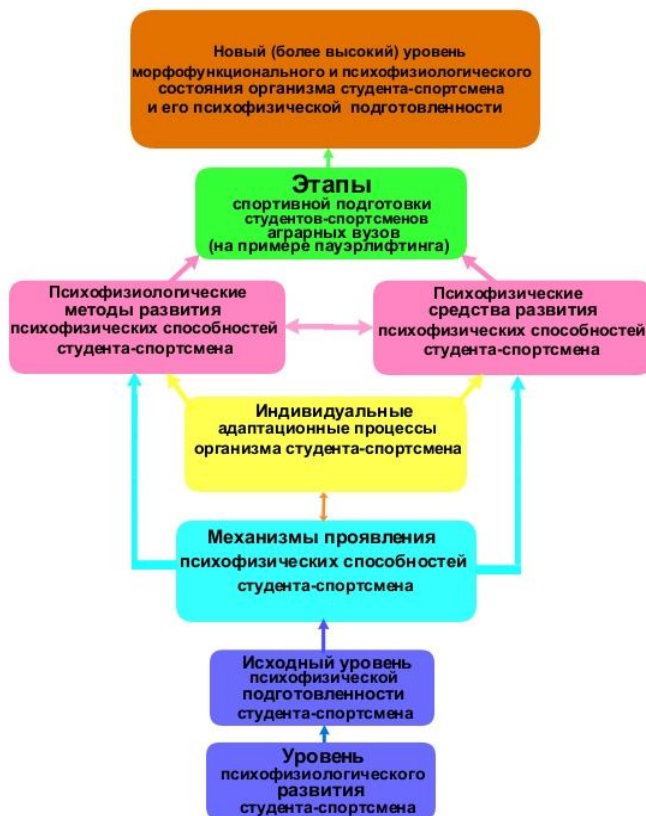 Новый (более высокий) уровень
морфофункционального и психофизиологического
состояния организма студента-спортсмена
и его психофизической подготовленности
Этапы
спортивной подготовки
студентов-спортсменов
аграрных вузов
(на примере пауэрлифтинга)
Психофизиологические
методы развития
психофизических способностей
студента-спортсмена
Психофизические
средства развития
психофизических способностей
студента-спортсмена
Индивидуальные
адаптационные процессы
организма студента-спортсмена
Механизмы проявления
психофизических способностей
студента-спортсмена
Исходный уровень
психофизической
подготовленности
студента-спортсмена
Уровень
психофизиологического
развития
студента-спортсмена